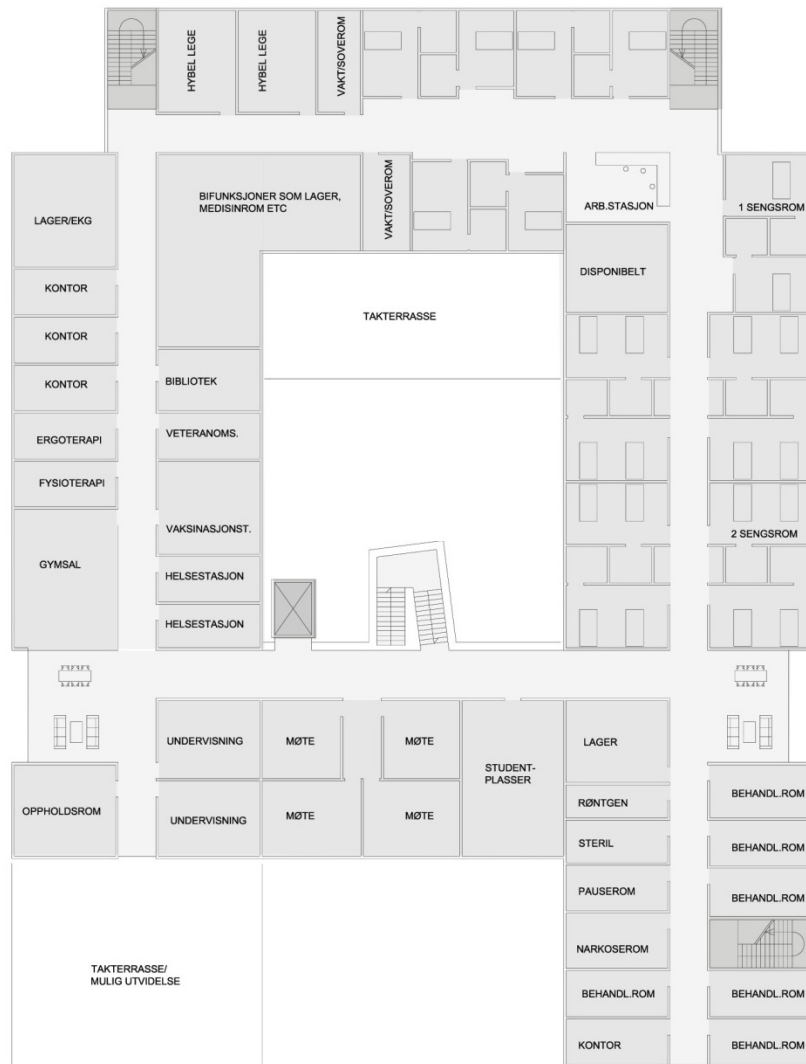 HYBEL LEGE
HYBEL LEGE
VAKT/SOVEROM
BIFUNKSJONER SOM LAGER,
MEDISINROM ETC
VAKT/SOVEROM
ARB.STASJON
1 SENGSROM
LAGER/EKG
DISPONIBELT
KONTOR
TAKTERRASSE
KONTOR
KONTOR
BIBLIOTEK
ERGOTERAPI
VETERANOMS.
FYSIOTERAPI
VAKSINASJONST.
2 SENGSROM
GYMSAL
HELSESTASJON
HELSESTASJON
UNDERVISNING
MØTE
MØTE
STUDENT-
PLASSER
LAGER
OPPHOLDSROM
UNDERVISNING
MØTE
MØTE
RØNTGEN
BEHANDL.ROM
STERIL
BEHANDL.ROM
PAUSEROM
BEHANDL.ROM
NARKOSEROM
TAKTERRASSE/
MULIG UTVIDELSE
BEHANDL.ROM
BEHANDL.ROM
KONTOR
BEHANDL.ROM